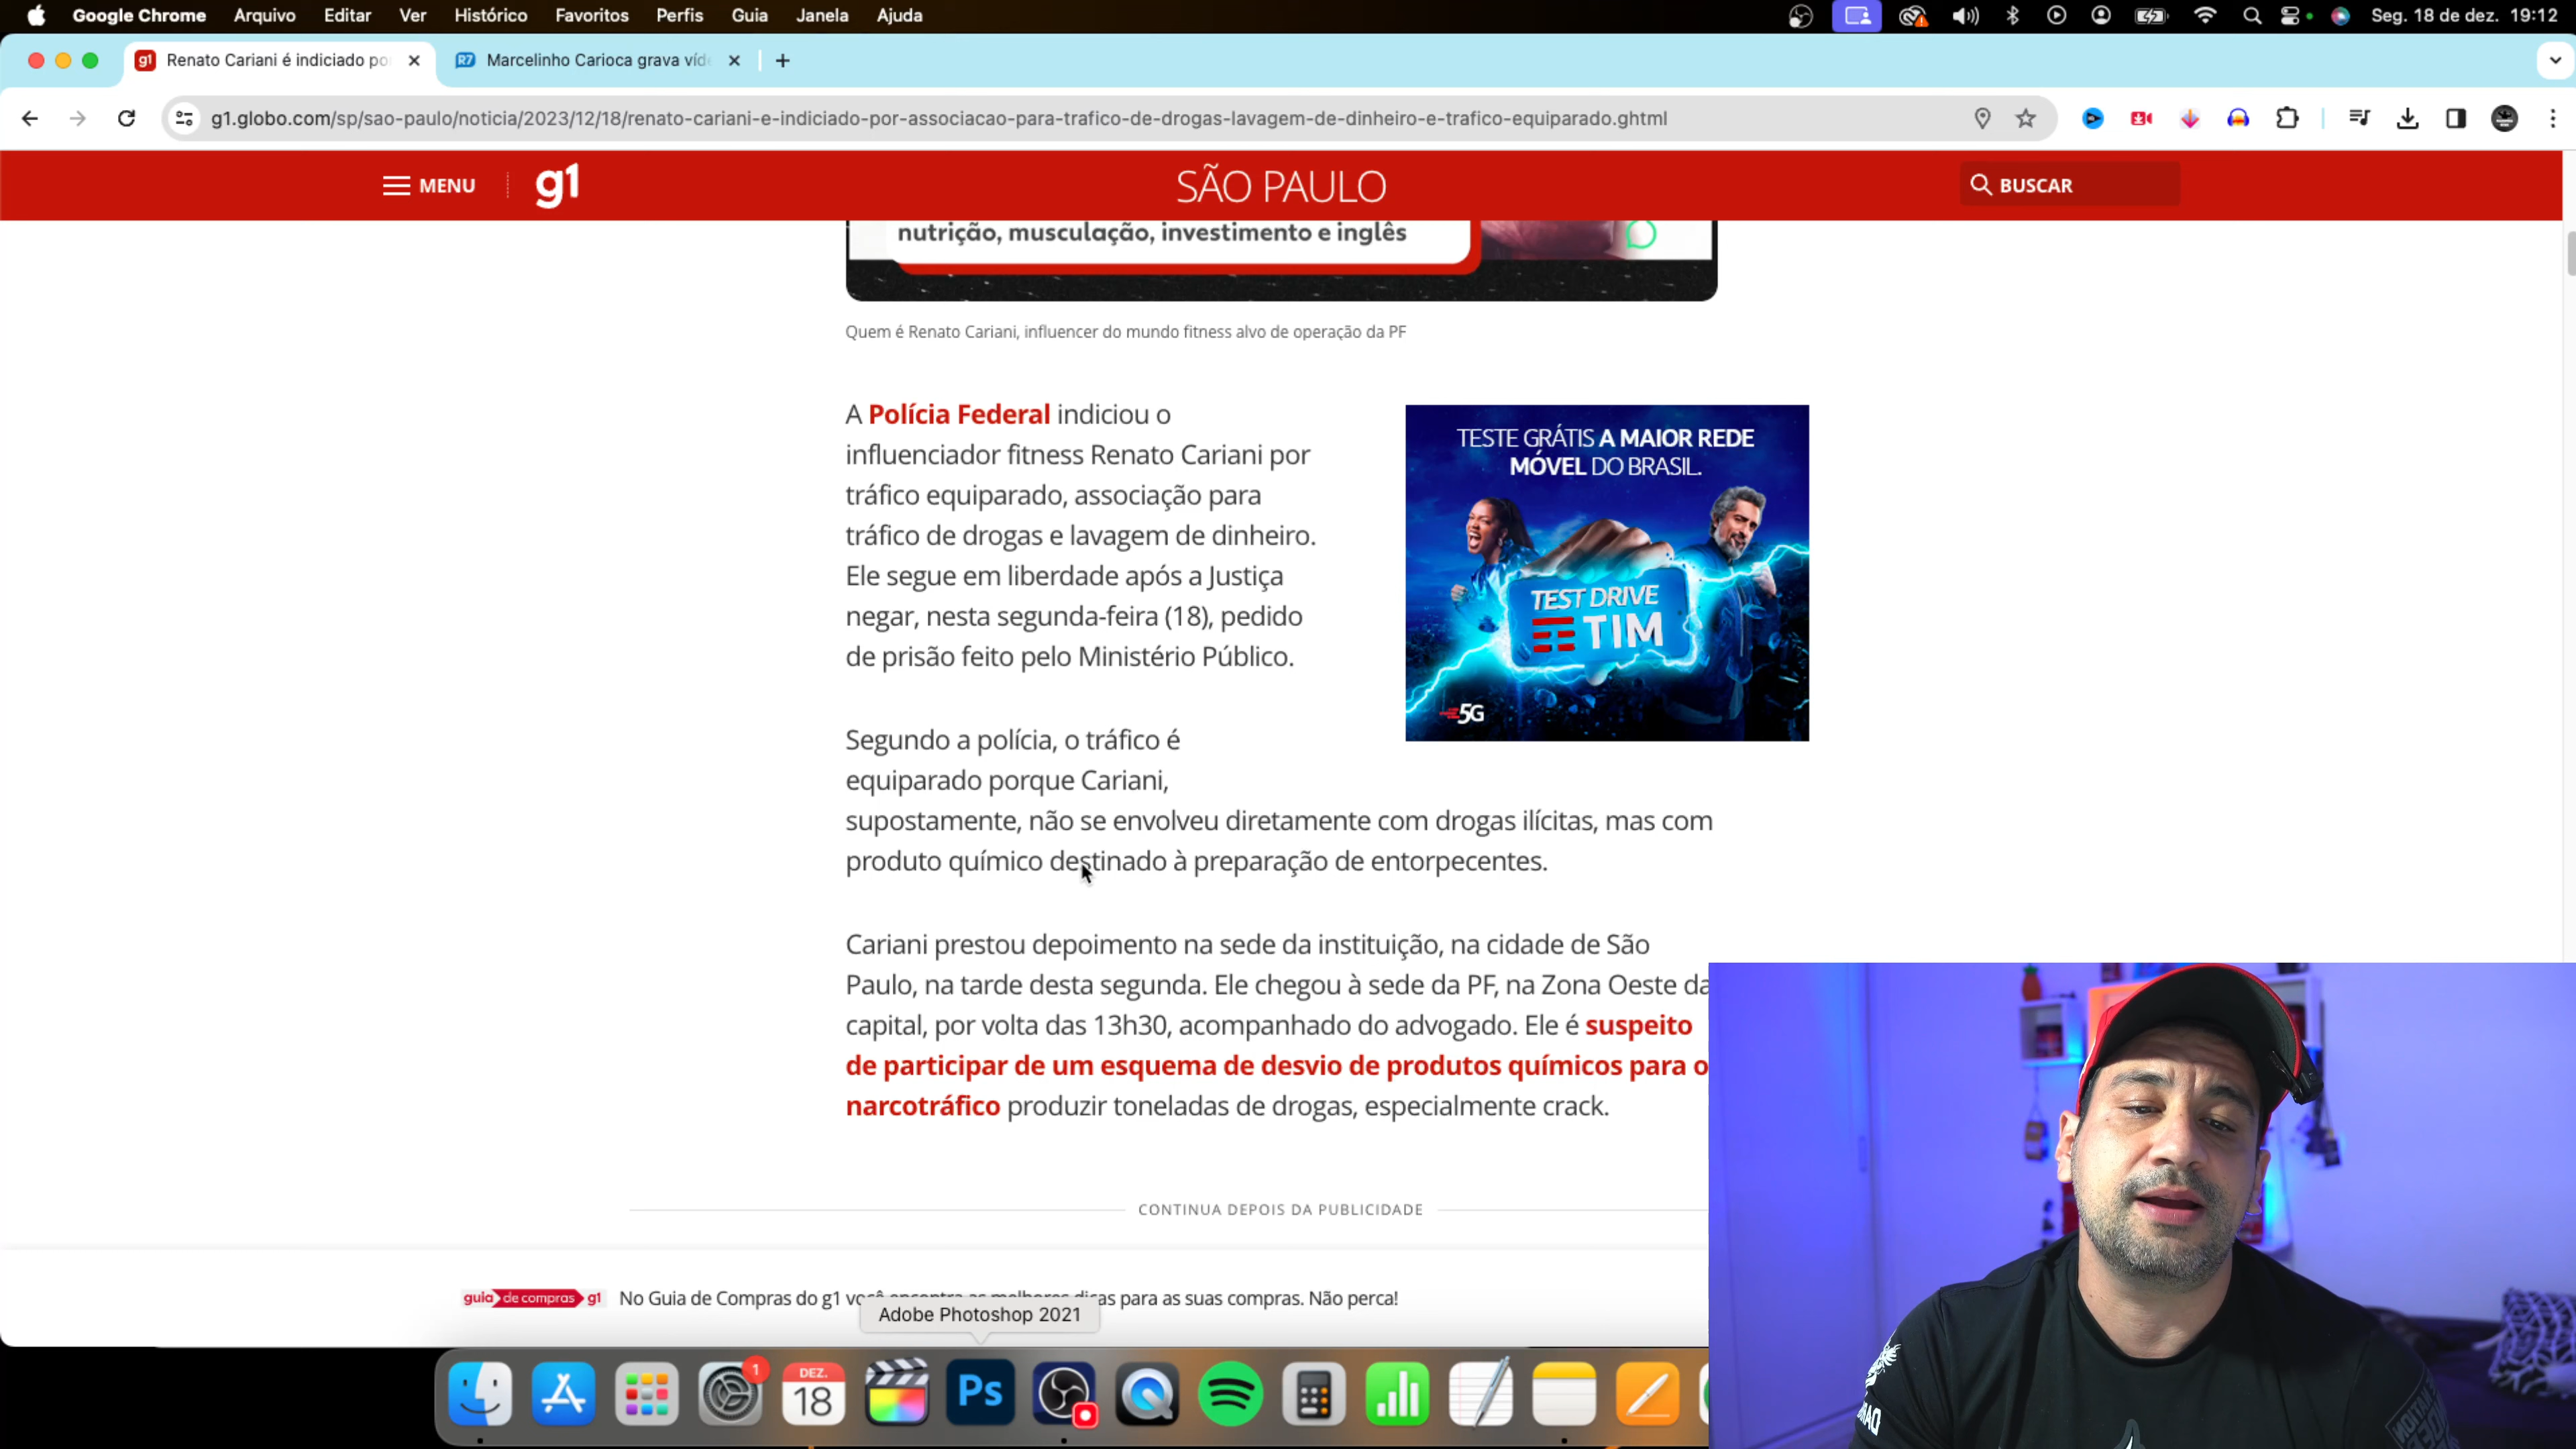 Google Chrome Arquivo Editar Ver Histórico Favoritos Perfis Guia Janela Ajuda Seg. 18 de dez. 19:12
g1 Renato Cariani é indiciado po R7 Marcelinho Carioca grava víd
g1.globo.com/sp/sao-paulo/noticia/2023/12/18/renato-cariani-e-indiciado-por-associacao-para-trafico-de-drogas-lavagem-de-dinheiro-e-trafico-equiparado.ghtml
MENU g1 SÃO PAULO BUSCAR
nutrição, musculação, investimento e inglês
Quem é Renato Cariani, influencer do mundo fitness alvo de operação da PF
A Polícia Federal indiciou o
influenciador fitness Renato Cariani por
tráfico equiparado, associação para
tráfico de drogas e lavagem de dinheiro.
Ele segue em liberdade após a Justiça
negar, nesta segunda-feira (18), pedido
de prisão feito pelo Ministério Público.
TESTE GRÁTIS A MAIOR REDE
MÓVEL DO BRASIL.
TEST DRIVE
TIM
5G
Segundo a polícia, o tráfico é
equiparado porque Cariani,
supostamente, não se envolveu diretamente com drogas ilícitas, mas com
produto químico destinado à preparação de entorpecentes.
Cariani prestou depoimento na sede da instituição, na cidade de São
Paulo, na tarde desta segunda. Ele chegou à sede da PF, na Zona Oeste da
capital, por volta das 13h30, acompanhado do advogado. Ele é suspeito
de participar de um esquema de desvio de produtos químicos para o
narcotráfico produzir toneladas de drogas, especialmente crack.
CONTINUA DEPOIS DA PUBLICIDADE
guia de compras g1 No Guia de Compras do g1 você encontra as melhores dicas para as suas compras. Não perca!
Adobe Photoshop 2021
1
DEZ.
18
Ps